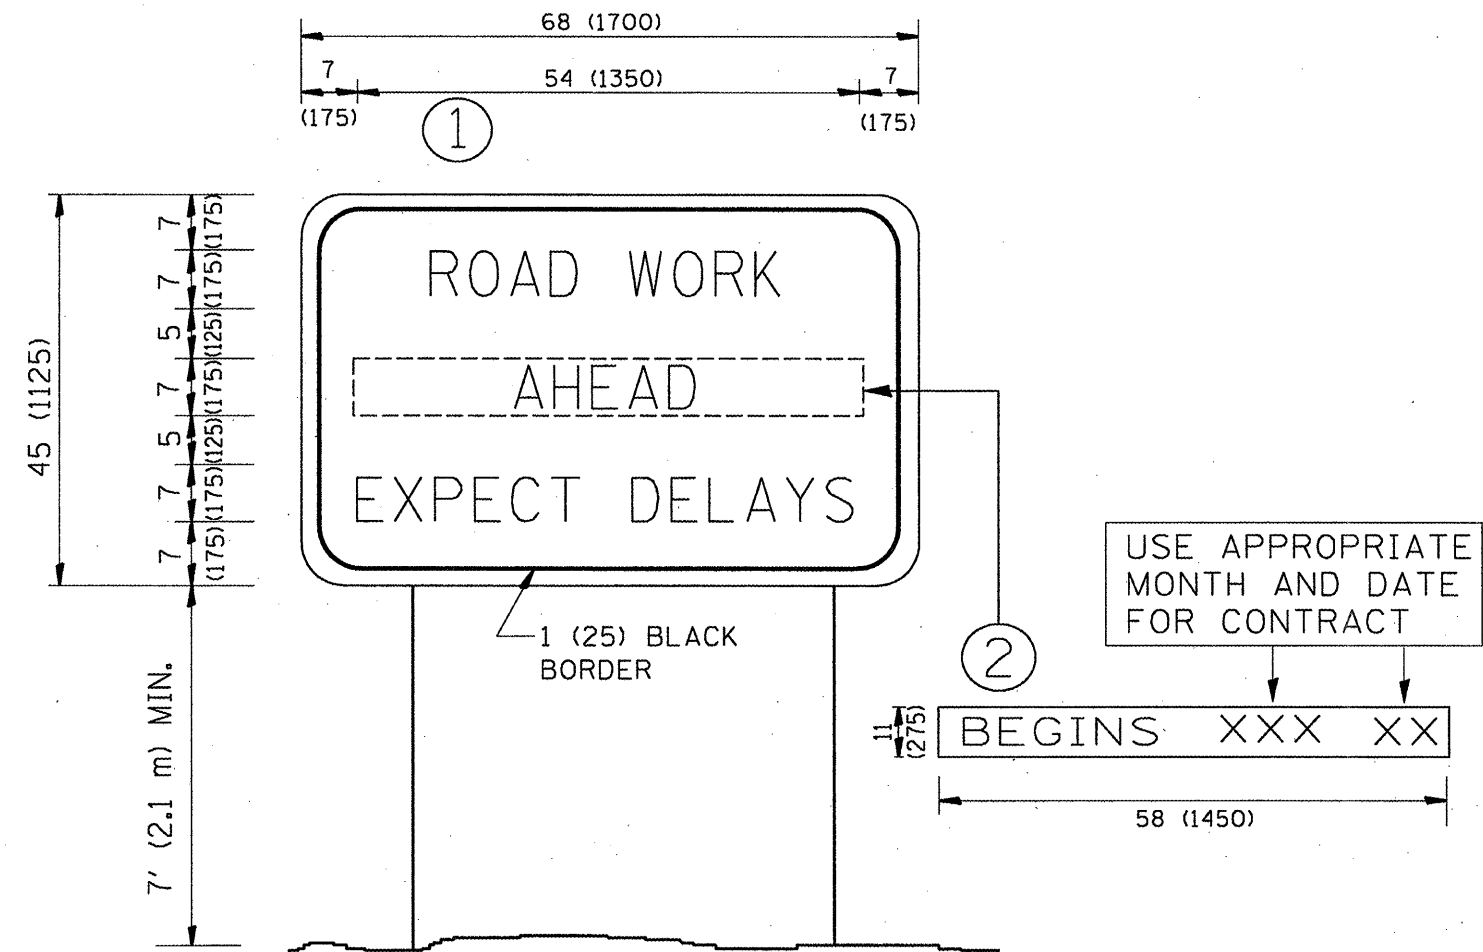 68 (1700)
7
54 (1350)
7
(175)
(175)
1
45 (1125)
7
(175)
7
(175)
5
(125)
7
(175)
5
(125)
7
(175)
7
(175)
ROAD WORK
AHEAD
EXPECT DELAYS
1 (25) BLACK
BORDER
7' (2.1 m) MIN.
2
USE APPROPRIATE
MONTH AND DATE
FOR CONTRACT
11
(275)
BEGINS XXX XX
58 (1450)